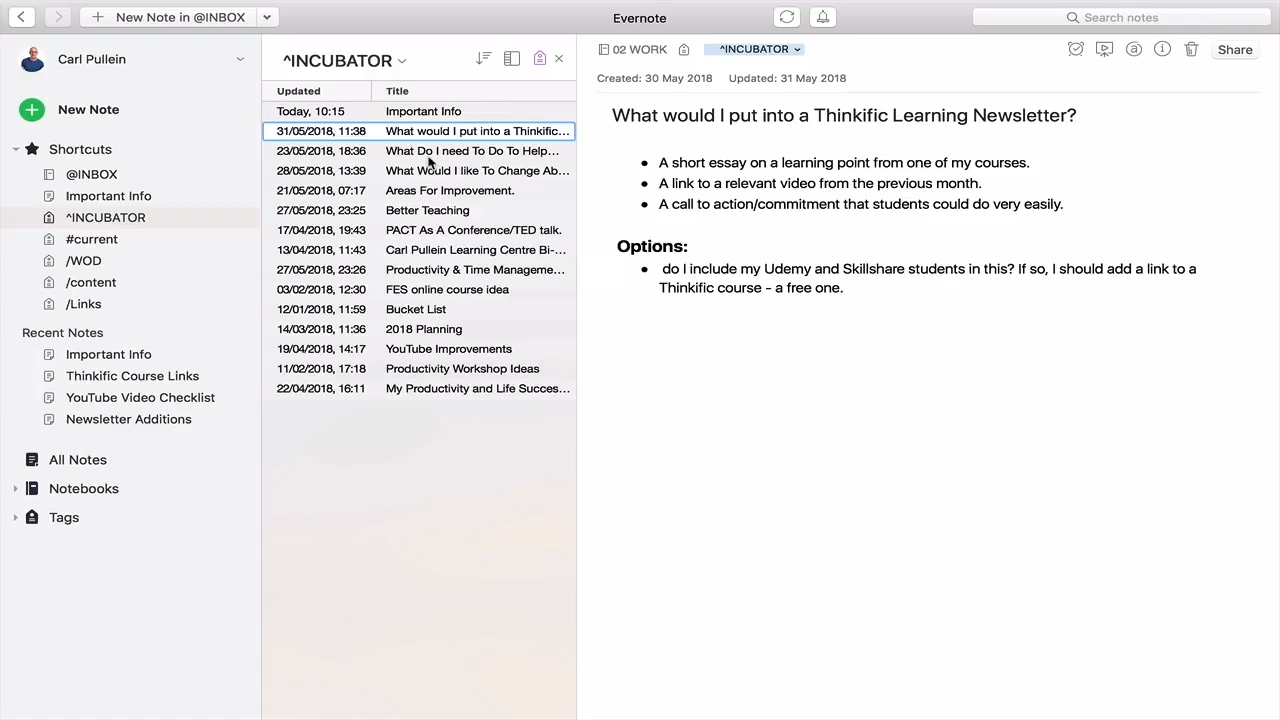 New Note in @INBOX
Evernote
Search notes
Carl Pullein
New Note
Shortcuts
@INBOX
Important Info
^INCUBATOR
#current
/WOD
/content
/Links
Recent Notes
Important Info
Thinkific Course Links
YouTube Video Checklist
Newsletter Additions
All Notes
Notebooks
Tags
^INCUBATOR
Updated Title
Today, 10:15 Important Info
31/05/2018, 11:38 What would I put into a Thinkific...
23/05/2018, 18:36 What Do I need To Do To Help...
28/05/2018, 13:39 What Would I like To Change Ab...
21/05/2018, 07:17 Areas For Improvement.
27/05/2018, 23:25 Better Teaching
17/04/2018, 19:43 PACT As A Conference/TED talk.
13/04/2018, 11:43 Carl Pullein Learning Centre Bi-...
27/05/2018, 23:26 Productivity & Time Manageme...
03/02/2018, 12:30 FES online course idea
12/01/2018, 11:59 Bucket List
14/03/2018, 11:36 2018 Planning
19/04/2018, 14:17 YouTube Improvements
11/02/2018, 17:18 Productivity Workshop Ideas
22/04/2018, 16:11 My Productivity and Life Succes...
02 WORK ^INCUBATOR
Share
Created: 30 May 2018 Updated: 31 May 2018
What would I put into a Thinkific Learning Newsletter?
• A short essay on a learning point from one of my courses.
• A link to a relevant video from the previous month.
• A call to action/commitment that students could do very easily.
Options:
• do I include my Udemy and Skillshare students in this? If so, I should add a link to a
Thinkific course - a free one.